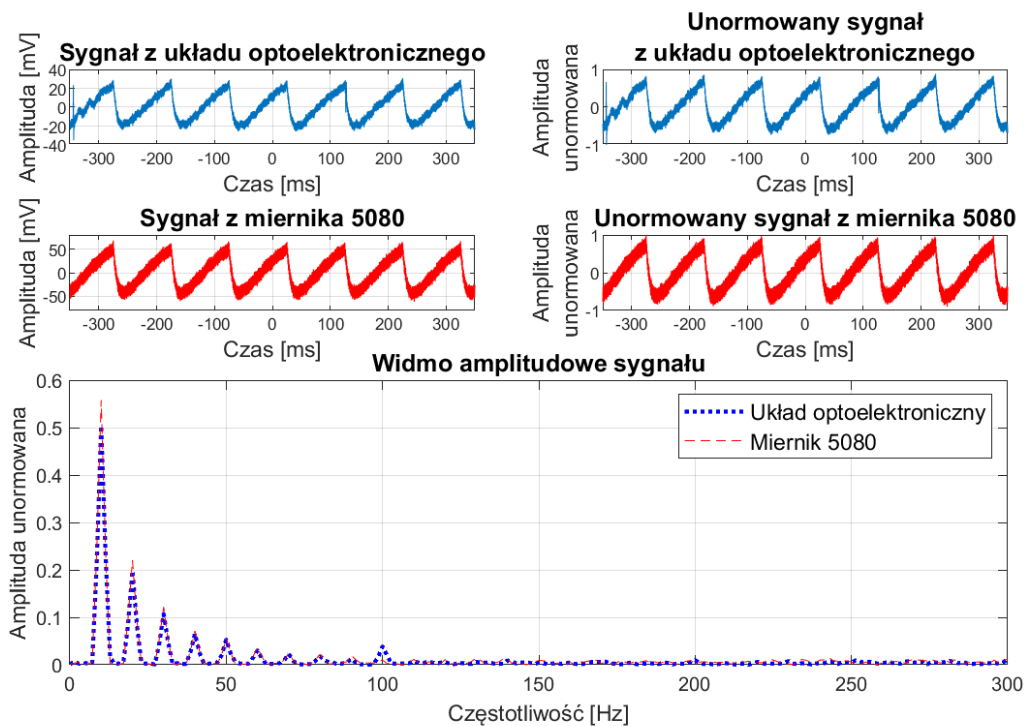 Sygnał z układu optoelektronicznego
Amplituda [mV]
40
20
0
-20
-40
-300 -200 -100 0 100 200 300
Czas [ms]
Unormowany sygnał
z układu optoelektronicznego
Amplituda
unormowana
1
0
-1
-300 -200 -100 0 100 200 300
Czas [ms]
Sygnał z miernika 5080
Amplituda [mV]
50
0
-50
-300 -200 -100 0 100 200 300
Czas [ms]
Unormowany sygnał z miernika 5080
Amplituda
unormowana
1
0
-1
-300 -200 -100 0 100 200 300
Czas [ms]
Widmo amplitudowe sygnału
Amplituda unormowana
0.6
0.5
0.4
0.3
0.2
0.1
0
Układ optoelektroniczny
Miernik 5080
0 50 100 150 200 250 300
Częstotliwość [Hz]